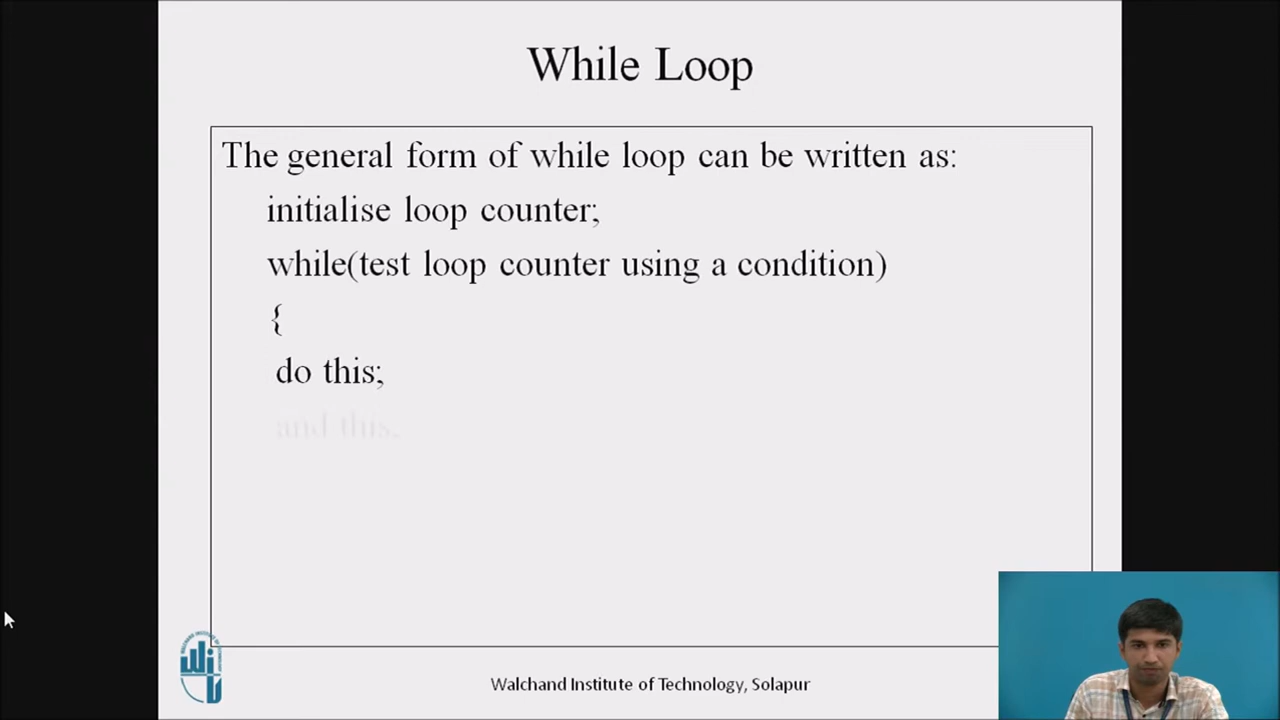 While Loop
The general form of while loop can be written as:
initialise loop counter;
while(test loop counter using a condition)
{
do this;
and this;
Walchand Institute of Technology, Solapur